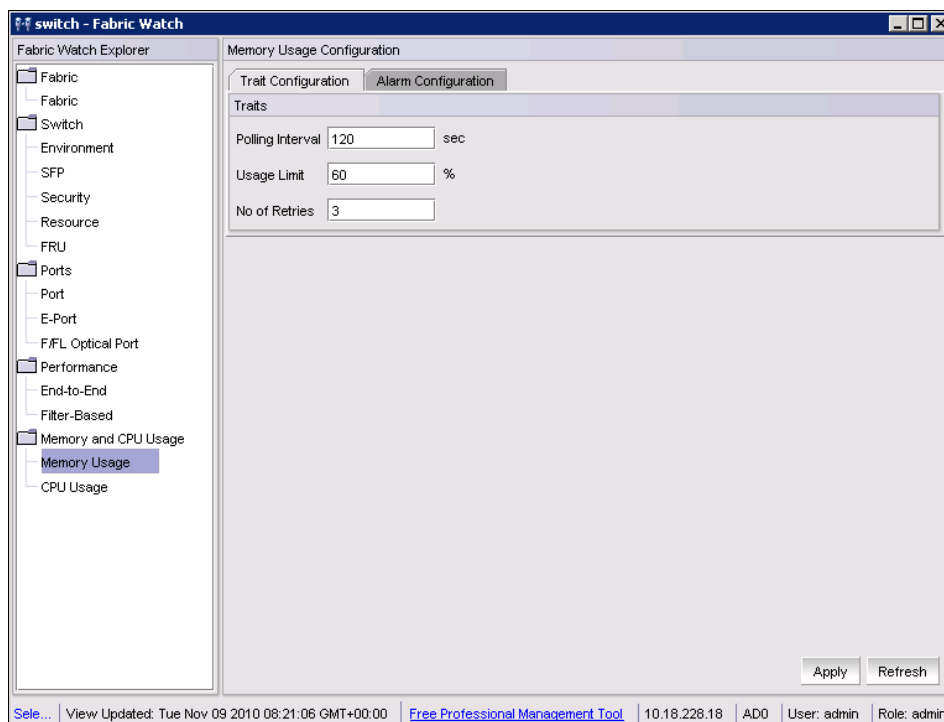 switch - Fabric Watch
Fabric Watch Explorer
Fabric
Fabric
Switch
Environment
SFP
Security
Resource
FRU
Ports
Port
E-Port
F/FL Optical Port
Performance
End-to-End
Filter-Based
Memory and CPU Usage
Memory Usage
CPU Usage
Memory Usage Configuration
Trait Configuration Alarm Configuration
Traits
Polling Interval 120 sec
Usage Limit 60 %
No of Retries 3
Apply Refresh
Sele... View Updated: Tue Nov 09 2010 08:21:06 GMT+00:00 Free Professional Management Tool 10.18.228.18 AD0 User: admin Role: admin